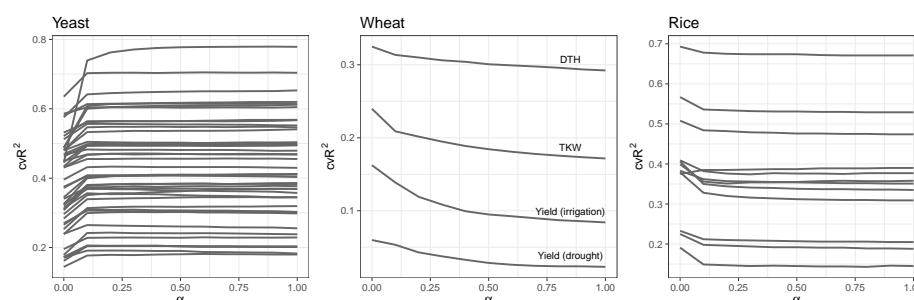 Yeast
cvR²
0.8
0.6
0.4
0.2
0.00 0.25 0.50 0.75 1.00
α
Wheat
cvR²
0.3
0.2
0.1
DTH
TKW
Yield (irrigation)
Yield (drought)
0.00 0.25 0.50 0.75 1.00
α
Rice
cvR²
0.7
0.6
0.5
0.4
0.3
0.2
0.00 0.25 0.50 0.75 1.0
α